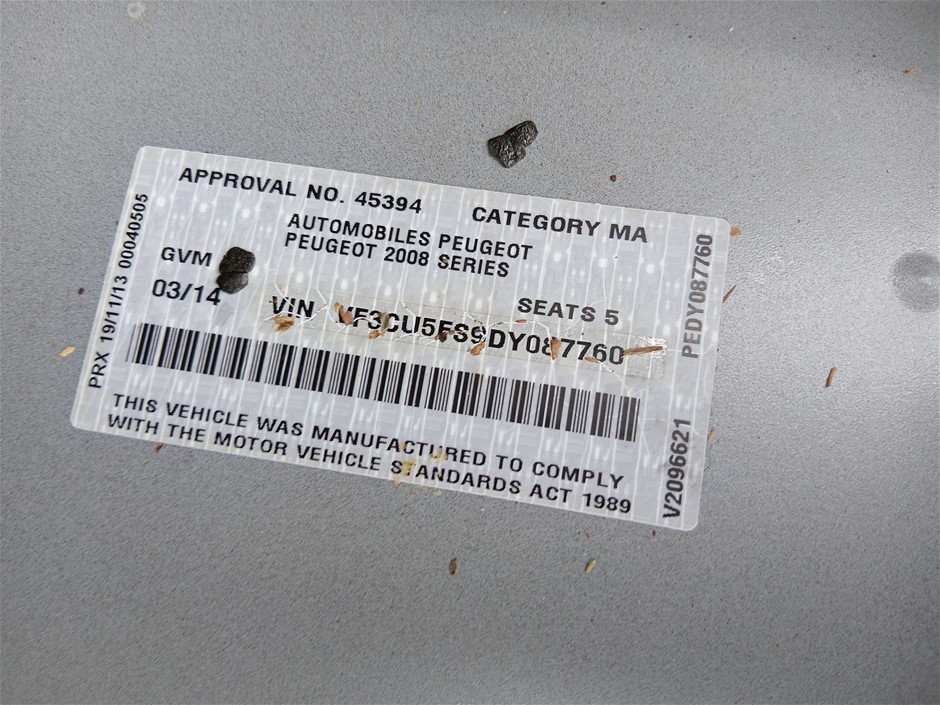 APPROVAL NO. 45394
CATEGORY MA
AUTOMOBILES PEUGEOT
PEUGEOT 2008 SERIES
GVM
03/14
SEATS 5
VIN VF3CU5FS9DY087760
THIS VEHICLE WAS MANUFACTURED TO COMPLY
WITH THE MOTOR VEHICLE STANDARDS ACT 1989
PRX 19/11/13 00040505
PEDY087760
V2096621